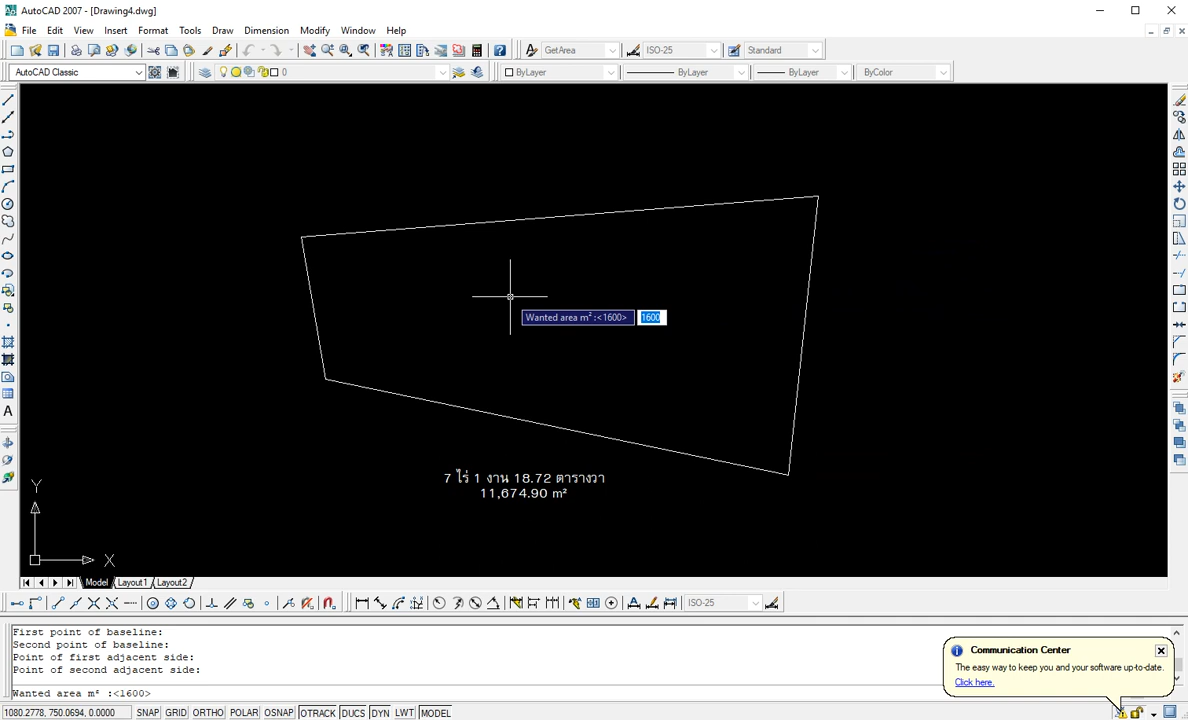 AutoCAD 2007 - [Drawing4.dwg]
File Edit View Insert Format Tools Draw Dimension Modify Window Help
GetArea ISO-25 Standard
AutoCAD Classic 0 ByLayer ByLayer ByLayer ByColor
Wanted area m² :<1600> 1600
7 ไร่ 1 งาน 18.72 ตารางวา
11,674.90 m²
Y
X
Model Layout1 Layout2
ISO-25
First point of baseline:
Second point of baseline:
Point of first adjacent side:
Point of second adjacent side:
Wanted area m² :<1600>
Communication Center
The easy way to keep you and your software up-to-date.
Click here.
1080.2778, 750.0694, 0.0000 SNAP GRID ORTHO POLAR OSNAP OTRACK DUCS DYN LWT MODEL